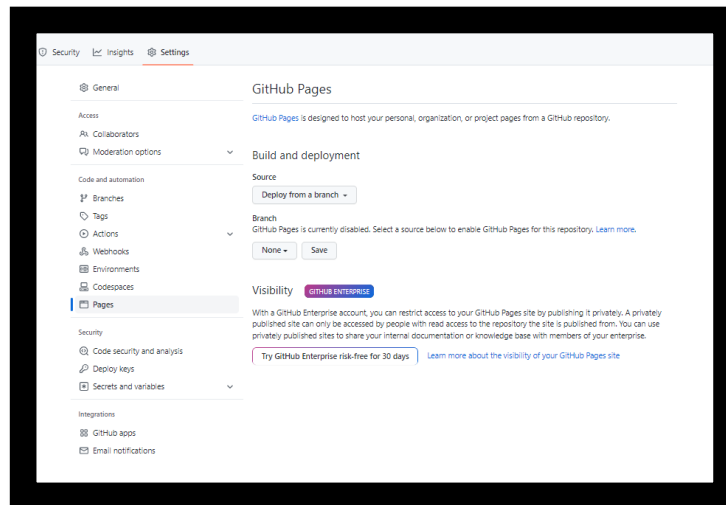 Security Insights Settings
General
Access
Collaborators
Moderation options
Code and automation
Branches
Tags
Actions
Webhooks
Environments
Codespaces
Pages
Security
Code security and analysis
Deploy keys
Secrets and variables
Integrations
GitHub apps
Email notifications
GitHub Pages
GitHub Pages is designed to host your personal, organization, or project pages from a GitHub repository.
Build and deployment
Source
Deploy from a branch
Branch
GitHub Pages is currently disabled. Select a source below to enable GitHub Pages for this repository. Learn more.
None Save
Visibility GITHUB ENTERPRISE
With a GitHub Enterprise account, you can restrict access to your GitHub Pages site by publishing it privately. A privately
published site can only be accessed by people with read access to the repository the site is published from. You can use
privately published sites to share your internal documentation or knowledge base with members of your enterprise.
Try GitHub Enterprise risk-free for 30 days Learn more about the visibility of your GitHub Pages site